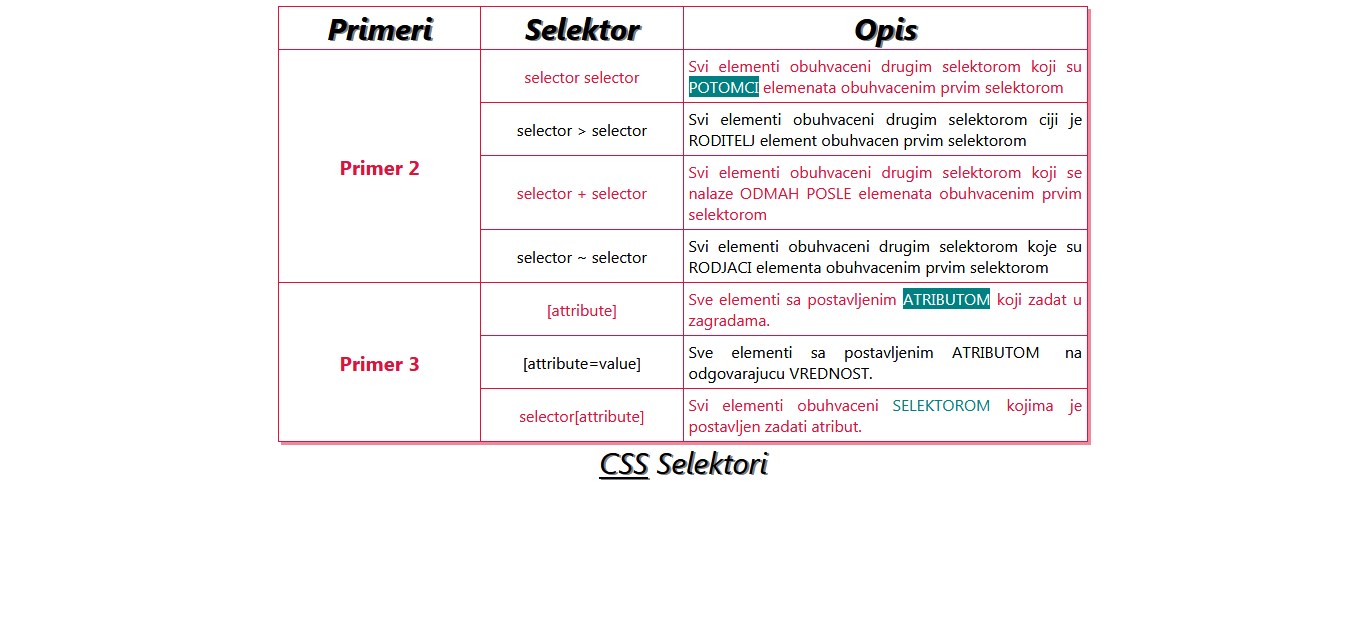 Primeri Selektor Opis
Primer 2
selector selector
Svi elementi obuhvaceni drugim selektorom koji su
POTOMCI elemenata obuhvacenim prvim selektorom
selector > selector
Svi elementi obuhvaceni drugim selektorom ciji je
RODITELJ element obuhvacen prvim selektorom
selector + selector
Svi elementi obuhvaceni drugim selektorom koji se
nalaze ODMAH POSLE elemenata obuhvacenim prvim
selektorom
selector ~ selector
Svi elementi obuhvaceni drugim selektorom koje su
RODJACI elementa obuhvacenim prvim selektorom
Primer 3
[attribute]
Sve elementi sa postavljenim ATRIBUTOM koji zadat u
zagradama.
[attribute=value]
Sve elementi sa postavljenim ATRIBUTOM na
odgovarajucu VREDNOST.
selector[attribute]
Svi elementi obuhvaceni SELEKTOROM kojima je
postavljen zadati atribut.
CSS Selektori